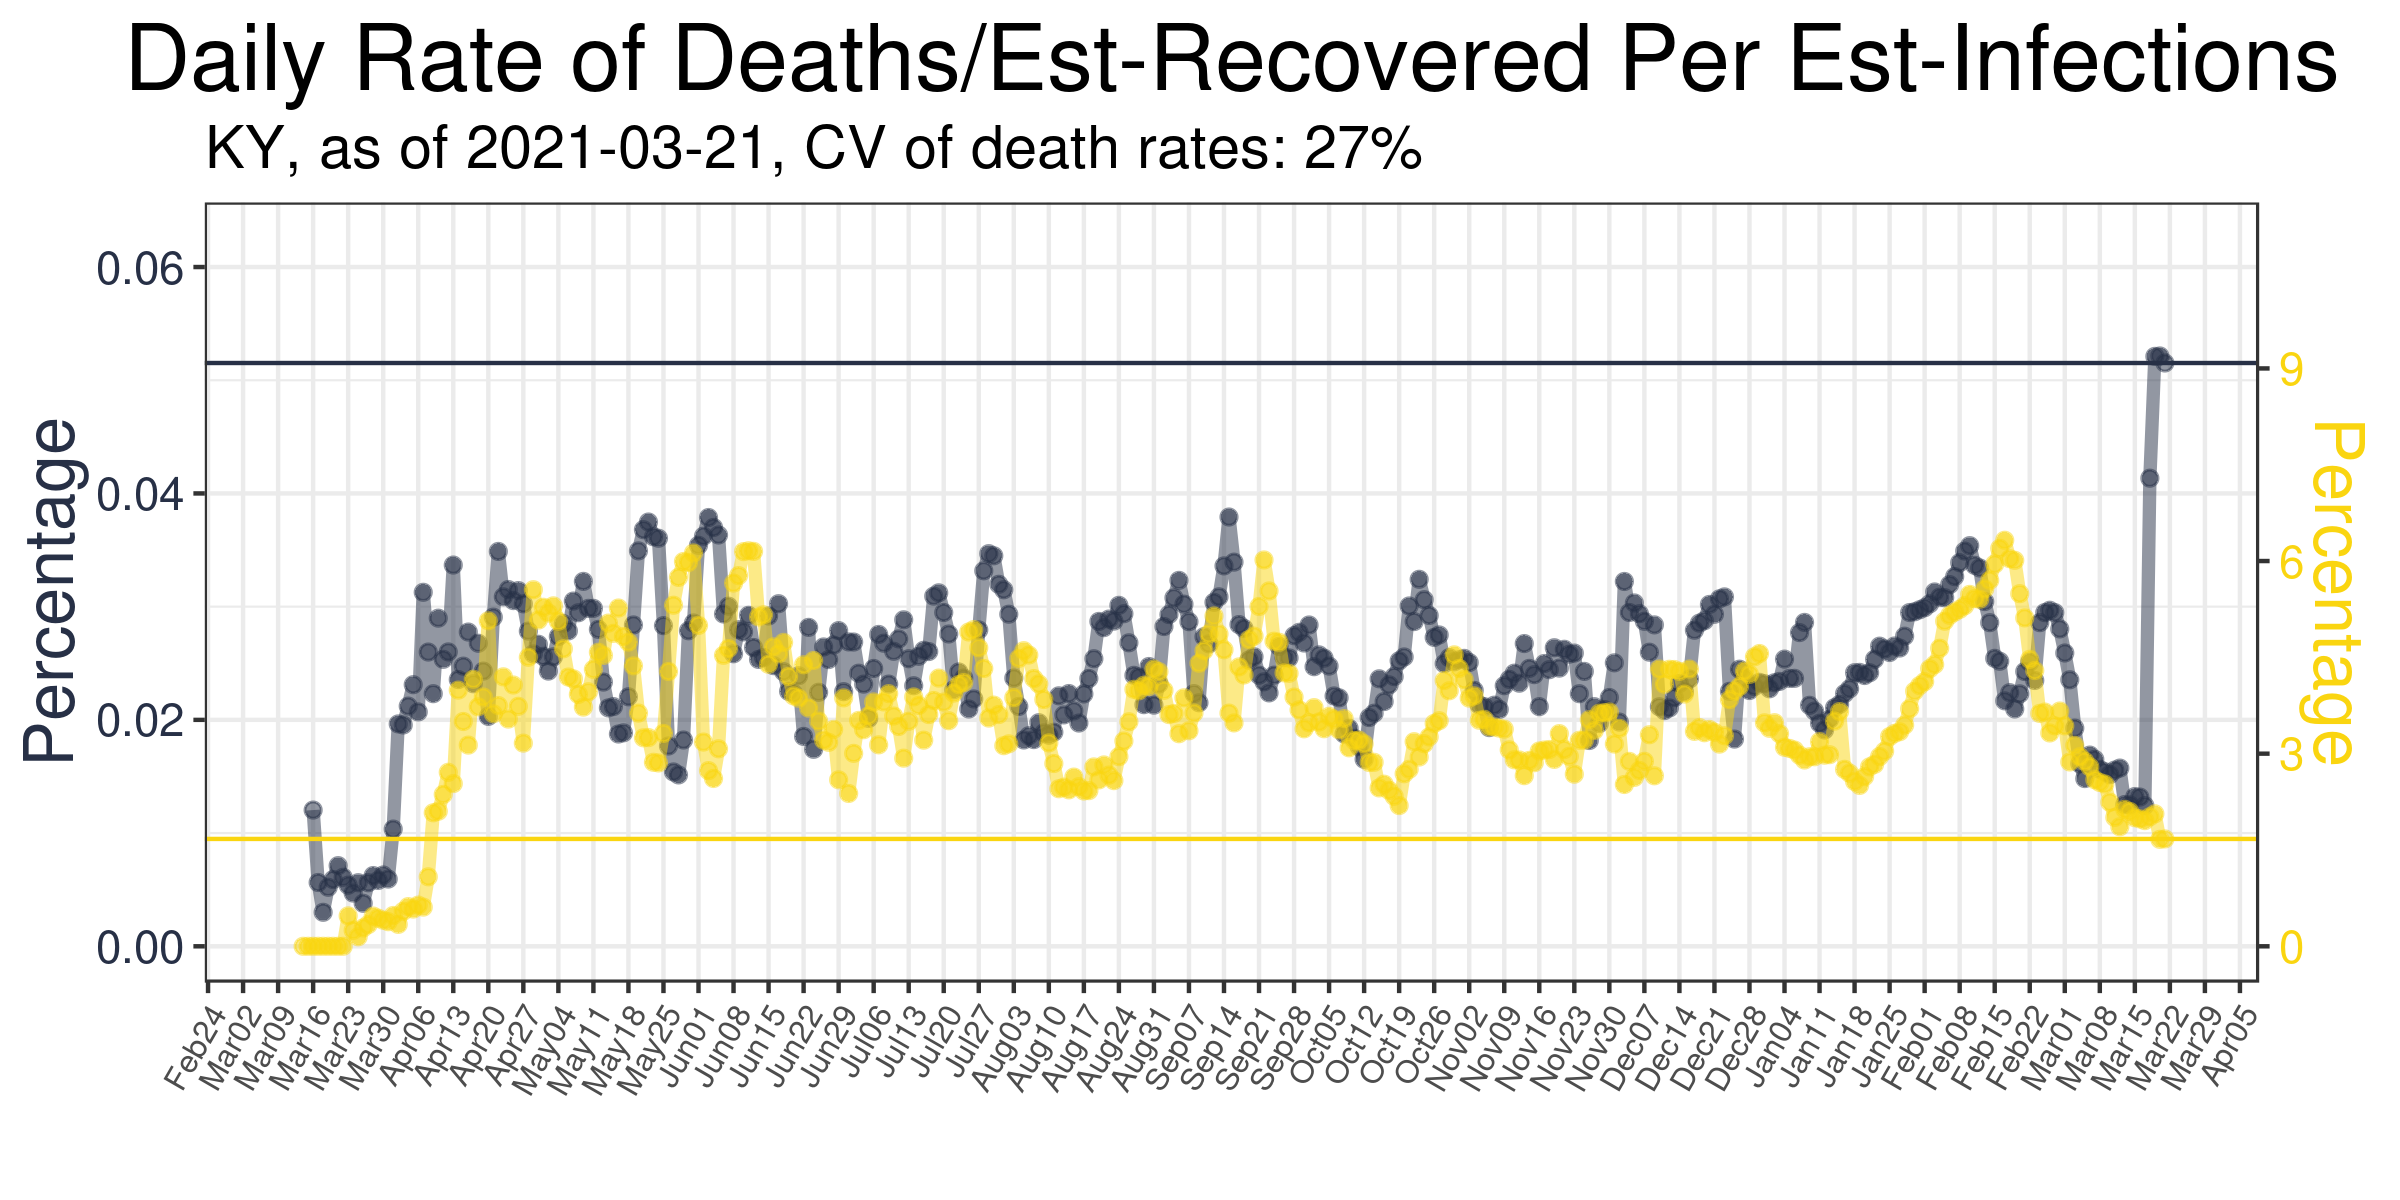 Daily Rate of Deaths/Est-Recovered Per Est-Infections
KY, as of 2021-03-21, CV of death rates: 27%
Percentage
0.06
0.04
0.02
0.00
9
6
3
0
Percentage
Feb24
Mar02
Mar09
Mar16
Mar23
Mar30
Apr06
Apr13
Apr20
Apr27
May04
May11
May18
May25
Jun01
Jun08
Jun15
Jun22
Jun29
Jul06
Jul13
Jul20
Jul27
Aug03
Aug10
Aug17
Aug24
Aug31
Sep07
Sep14
Sep21
Sep28
Oct05
Oct12
Oct19
Oct26
Nov02
Nov09
Nov16
Nov23
Nov30
Dec07
Dec14
Dec21
Dec28
Jan04
Jan11
Jan18
Jan25
Feb01
Feb08
Feb15
Feb22
Mar01
Mar08
Mar15
Mar22
Mar29
Apr05